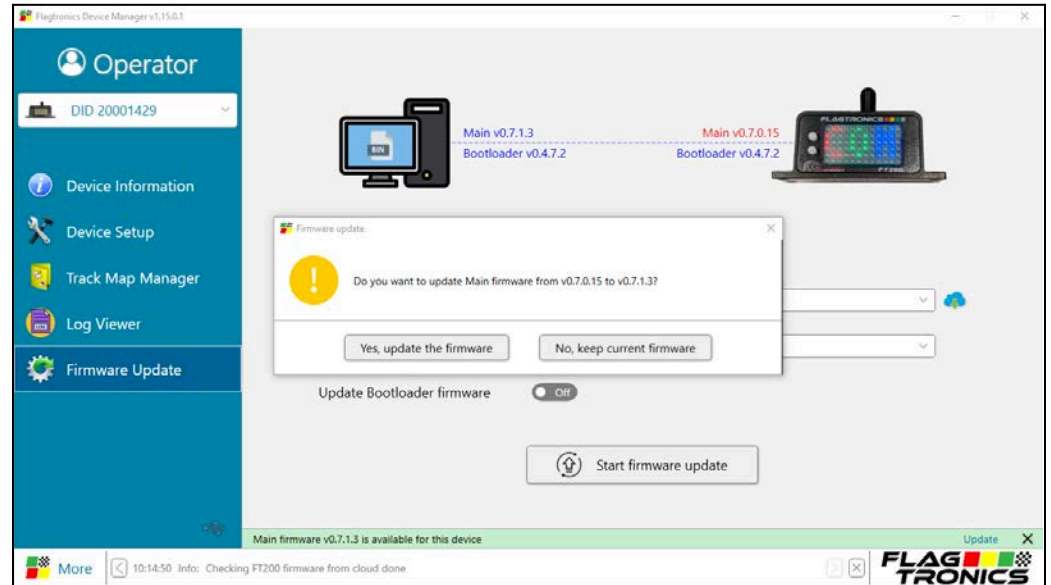 Flagtronics Device Manager v1.15.0.1
Operator
DID 20001429
Device Information
Device Setup
Track Map Manager
Log Viewer
Firmware Update
Main v0.7.1.3
Bootloader v0.4.7.2
Main v0.7.0.15
Bootloader v0.4.7.2
BIN
FLAGTRONICS
FT200
Firmware update
Do you want to update Main firmware from v0.7.0.15 to v0.7.1.3?
Yes, update the firmware
No, keep current firmware
Update Bootloader firmware
Off
Start firmware update
Main firmware v0.7.1.3 is available for this device
Update
More
10:14:50 Info: Checking FT200 firmware from cloud done
FLAG
TRONICS